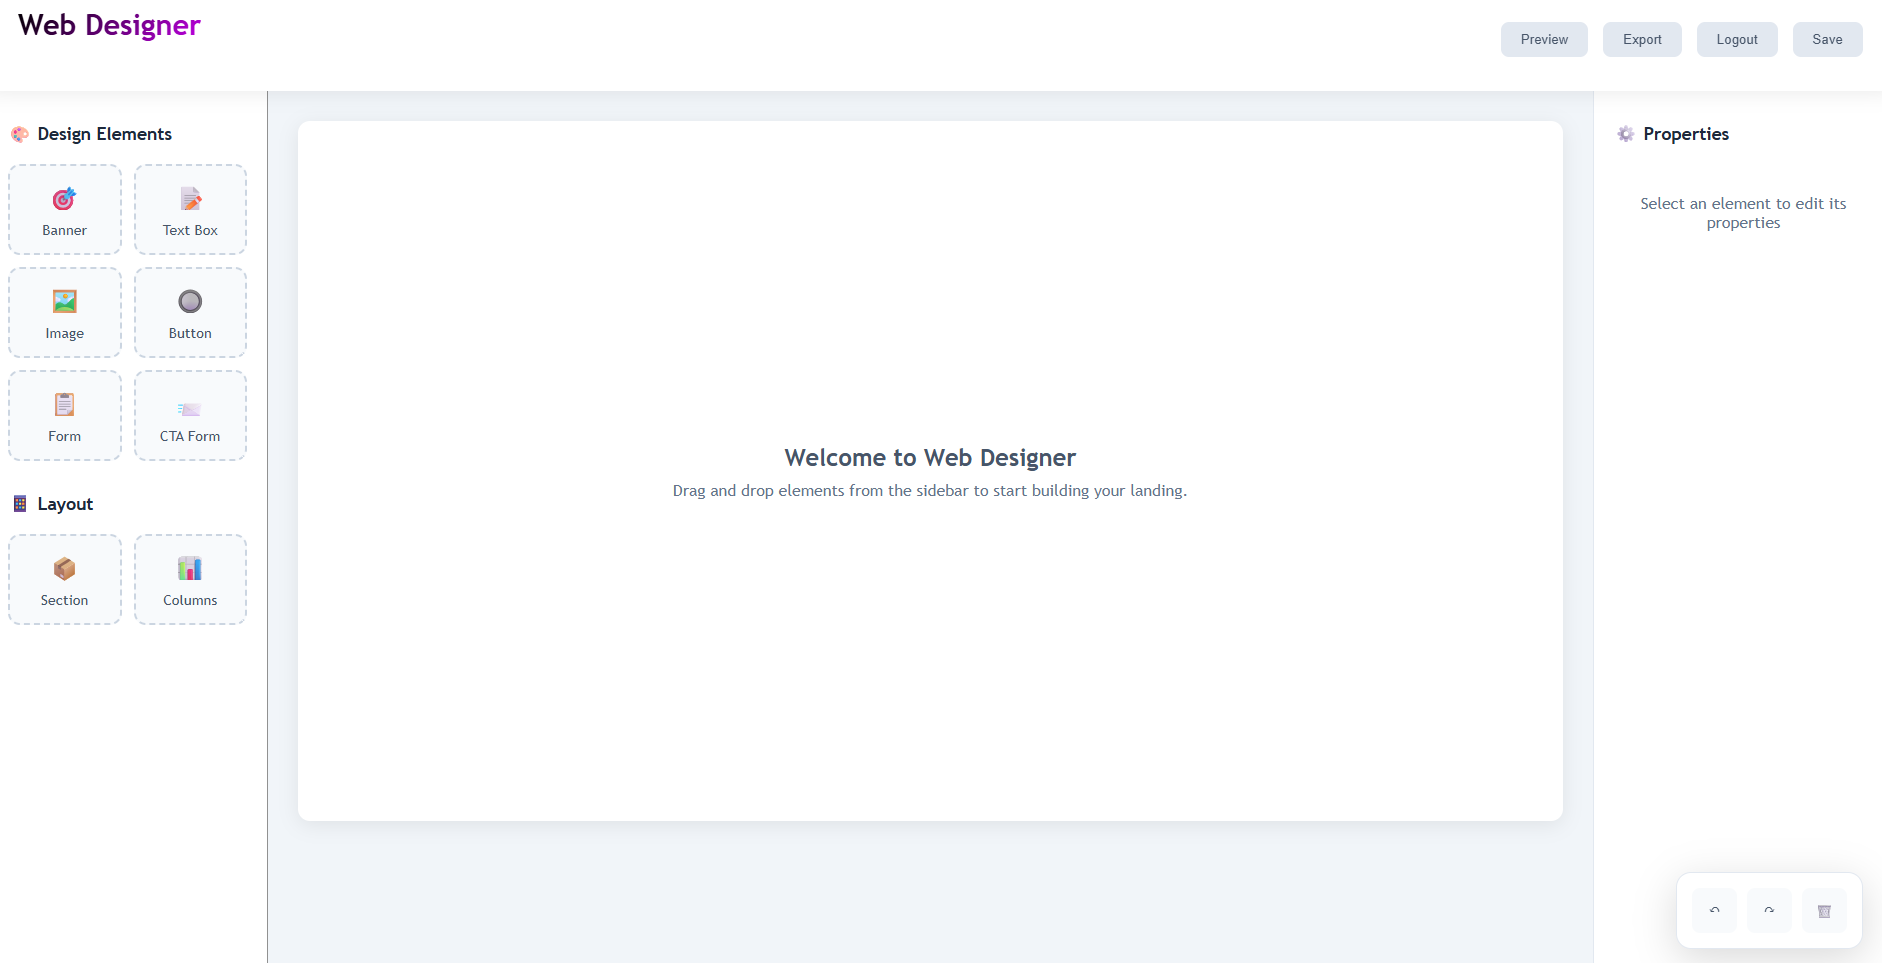 Web Designer
Preview
Export
Logout
Save
Design Elements
Banner
Text Box
Image
Button
Form
CTA Form
Layout
Section
Columns
Welcome to Web Designer
Drag and drop elements from the sidebar to start building your landing.
Properties
Select an element to edit its
properties